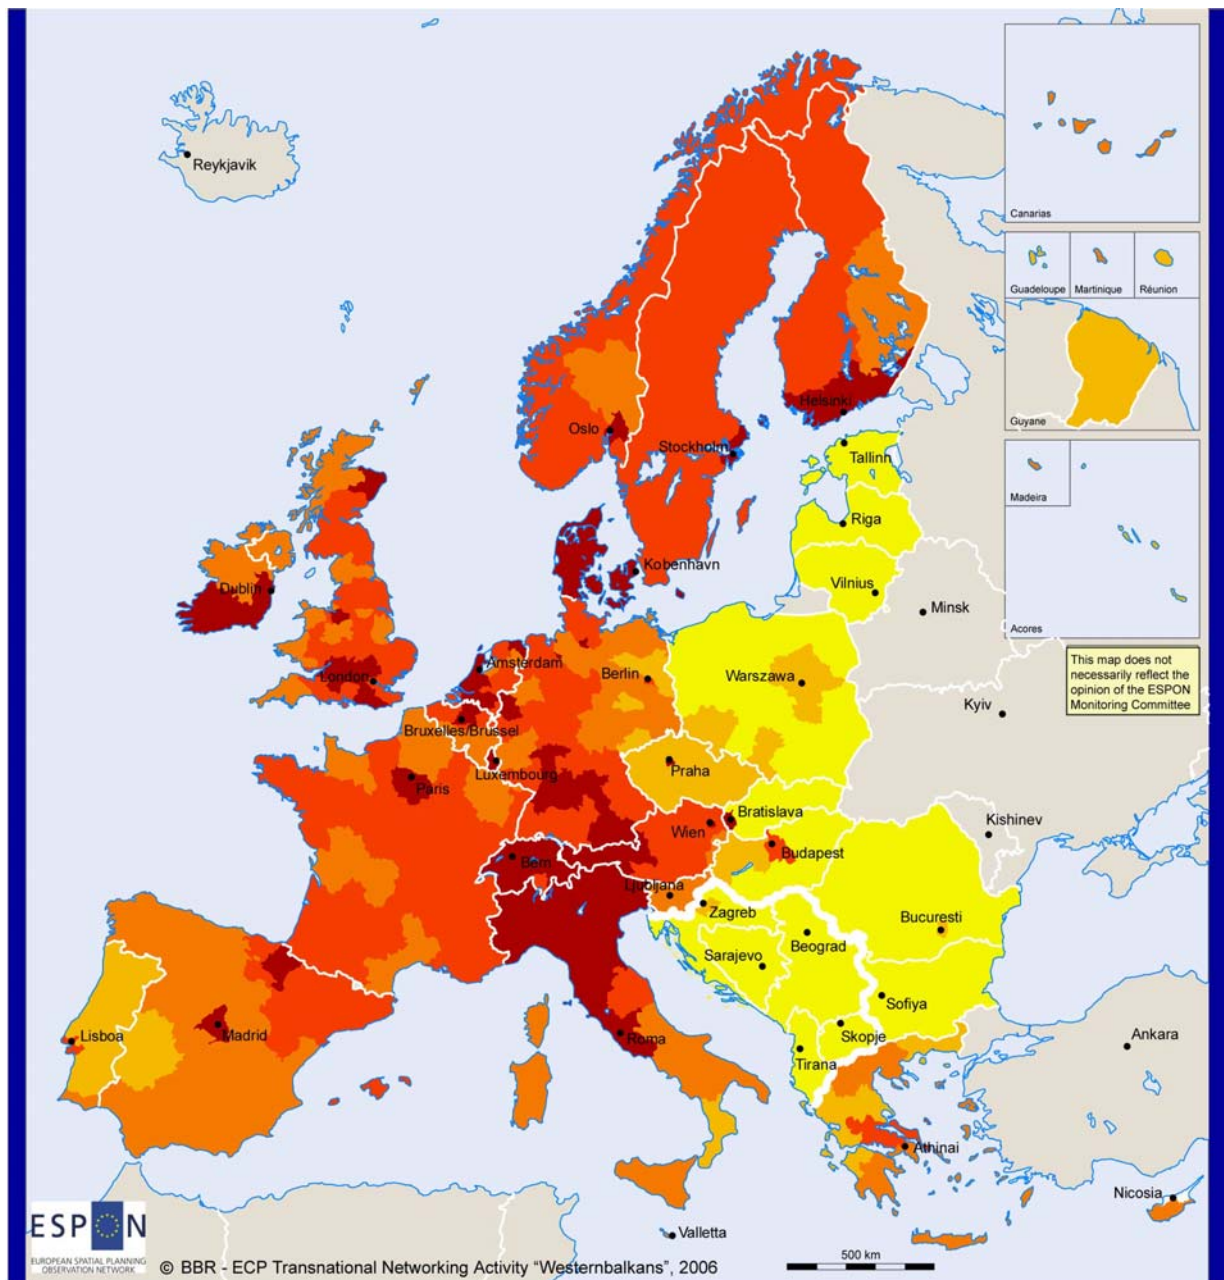 Reykjavik
Canarias
Guadeloupe
Martinique
Réunion
Guyane
Madeira
Acores
This map does not
necessarily reflect the
opinion of the ESPON
Monitoring Committee
Helsinki
Oslo
Stockholm
Tallinn
Riga
Kobenhavn
Vilnius
Minsk
Dublin
Amsterdam
London
Berlin
Warszawa
Kyiv
Bruxelles/Brüssel
Luxembourg
Praha
Paris
Bratislava
Kishinev
Wien
Budapest
Bern
Ljubljana
Zagreb
Bucuresti
Beograd
Sarajevo
Sofiya
Madrid
Lisboa
Roma
Skopje
Tirana
Ankara
Athinai
Nicosia
Valletta
ESPON
EUROPEAN SPATIAL PLANNING
OBSERVATION NETWORK
© BBR - ECP Transnational Networking Activity "Westernbalkans", 2006
500 km